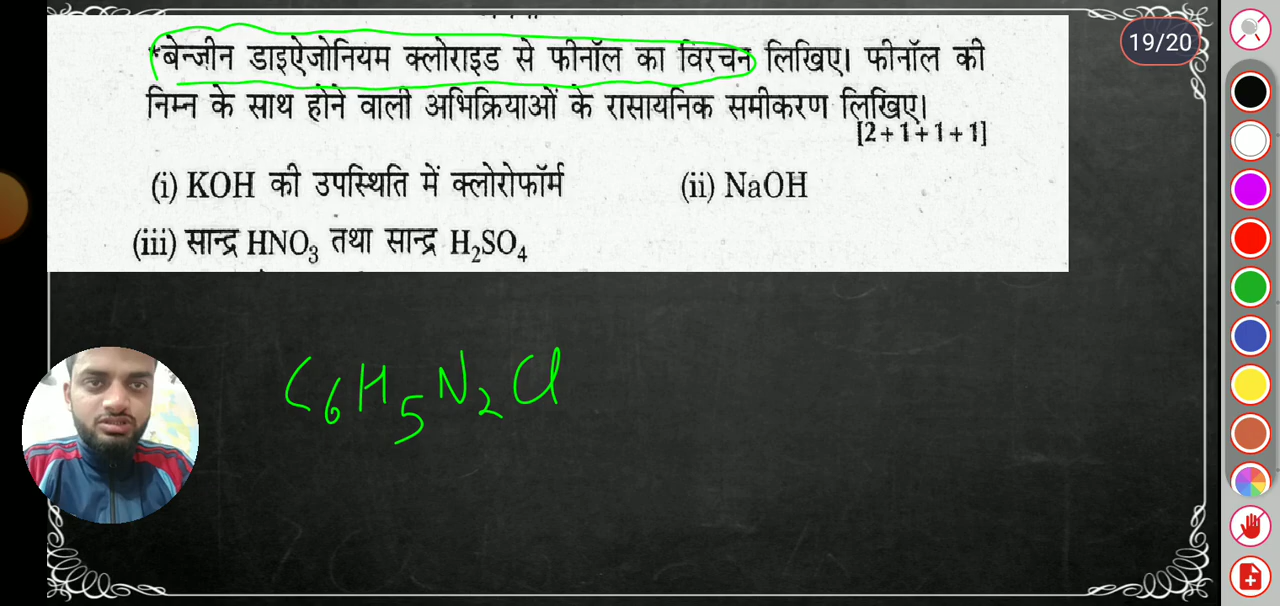 19/20
*बेन्ज़ीन डाइऐजोनियम क्लोराइड से फीनॉल का विरचन लिखिए। फीनॉल की
निम्न के साथ होने वाली अभिक्रियाओं के रासायनिक समीकरण लिखिए।
[2+1+1+1]
(i) KOH की उपस्थिति में क्लोरोफॉर्म (ii) NaOH
(iii) सान्द्र HNO₃ तथा सान्द्र H₂SO₄
C₆H₅N₂Cl